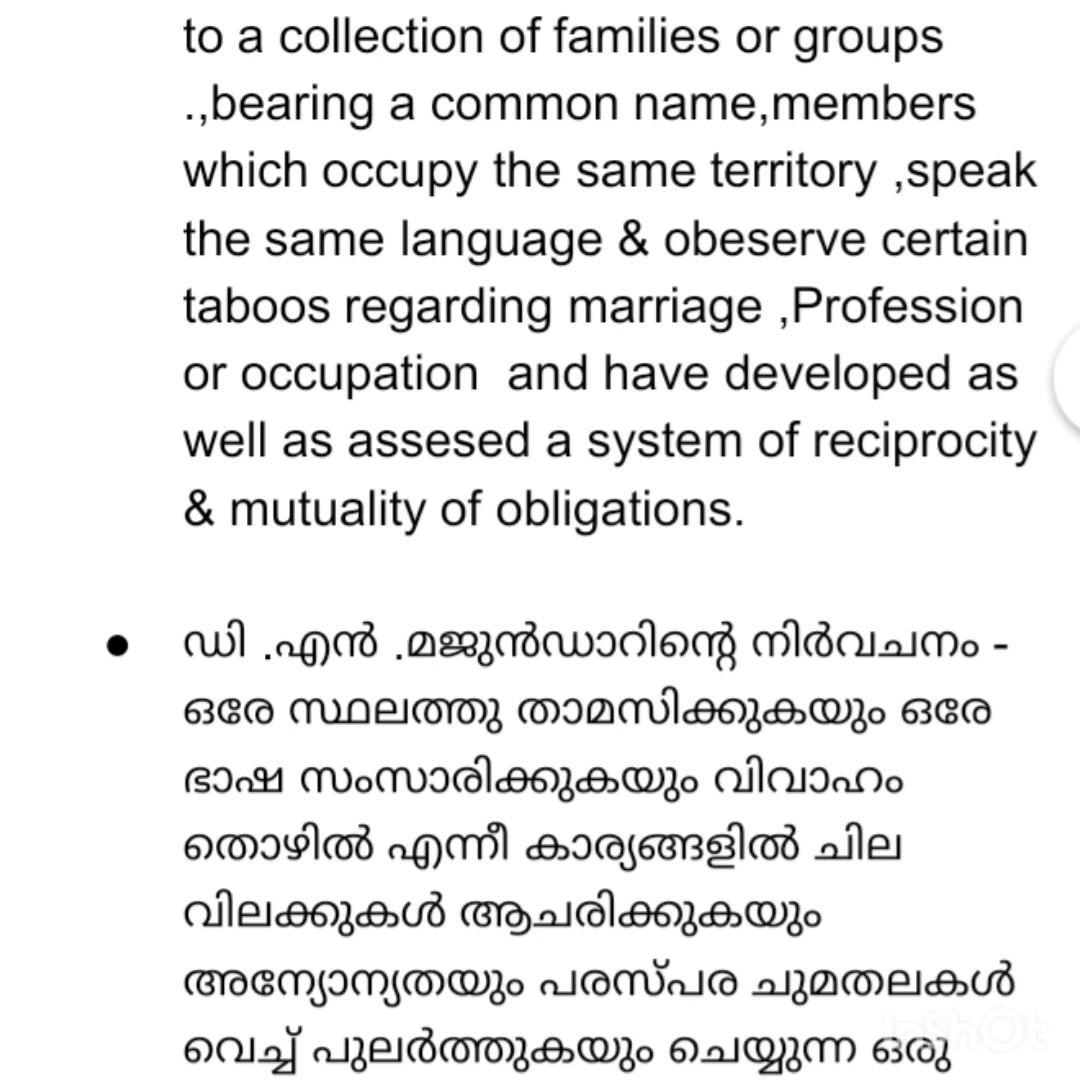 to a collection of families or groups
.,bearing a common name,members
which occupy the same territory ,speak
the same language & obeserve certain
taboos regarding marriage ,Profession
or occupation  and have developed as
well as assesed a system of reciprocity
& mutuality of obligations.
● ഡി .എൻ .മജുൻഡാറിന്റെ നിർവചനം -
ഒരേ സ്ഥലത്തു താമസിക്കുകയും ഒരേ
ഭാഷ സംസാരിക്കുകയും വിവാഹം
തൊഴിൽ എന്നീ കാര്യങ്ങളിൽ ചില
വിലക്കുകൾ ആചരിക്കുകയും
അന്യോന്യതയും പരസ്പര ചുമതലകൾ
വെച്ച് പുലർത്തുകയും ചെയ്യുന്ന ഒരു
InShOt